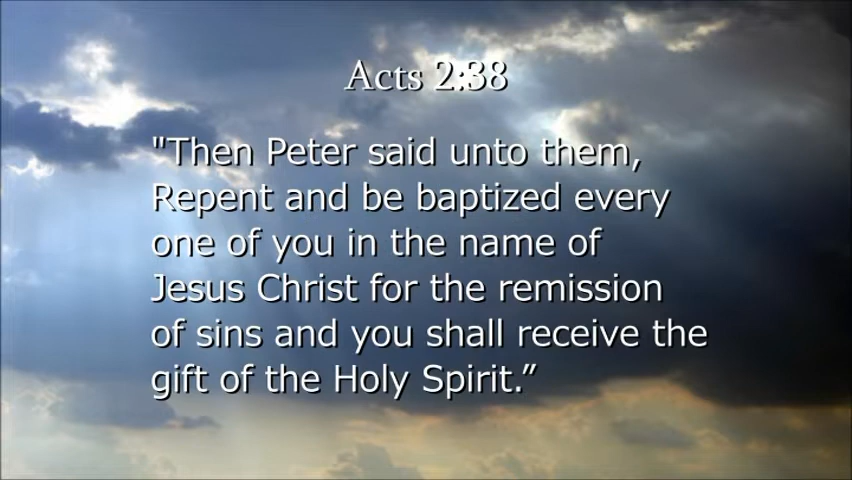 Acts 2:38
"Then Peter said unto them,
Repent and be baptized every
one of you in the name of
Jesus Christ for the remission
of sins and you shall receive the
gift of the Holy Spirit.”